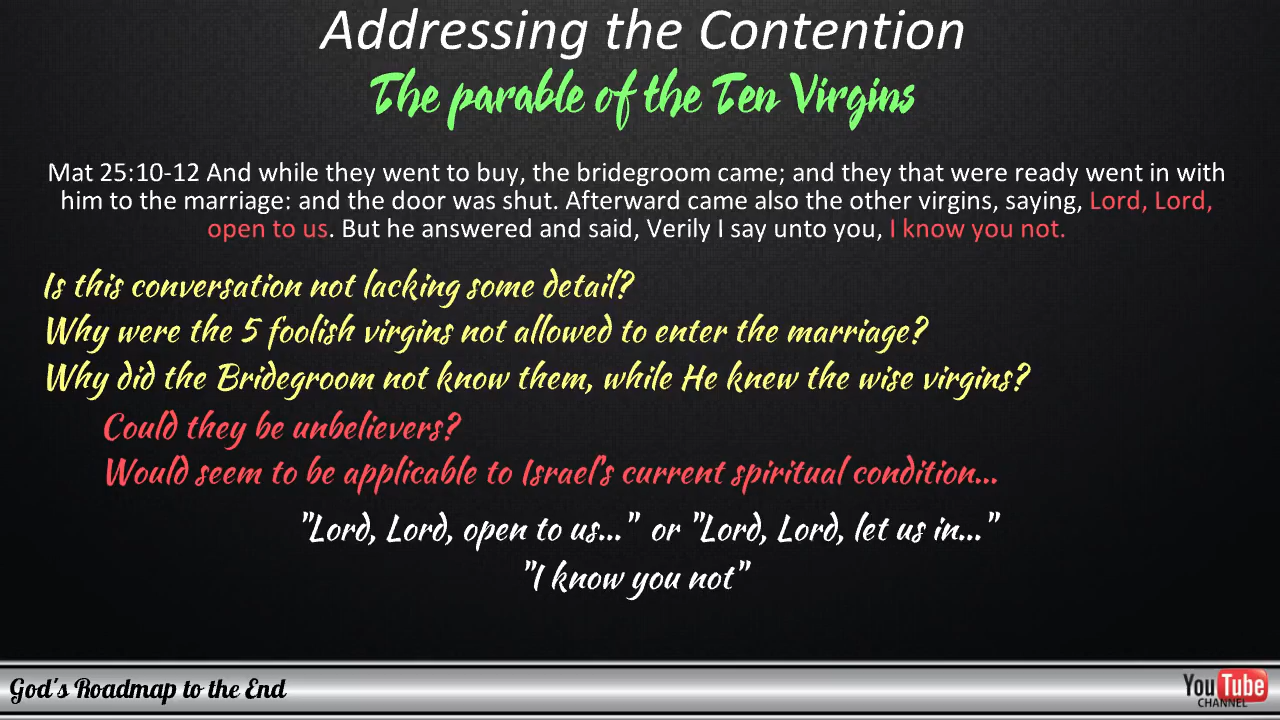 Addressing the Contention
The parable of the Ten Virgins
Mat 25:10-12 And while they went to buy, the bridegroom came; and they that were ready went in with
him to the marriage: and the door was shut. Afterward came also the other virgins, saying, Lord, Lord,
open to us. But he answered and said, Verily I say unto you, I know you not.
Is this conversation not lacking some detail?
Why were the 5 foolish virgins not allowed to enter the marriage?
Why did the Bridegroom not know them, while He knew the wise virgins?
Could they be unbelievers?
Would seem to be applicable to Israel's current spiritual condition...
"Lord, Lord, open to us..." or "Lord, Lord, let us in..."
"I know you not"
God's Roadmap to the End
YouTube
CHANNEL